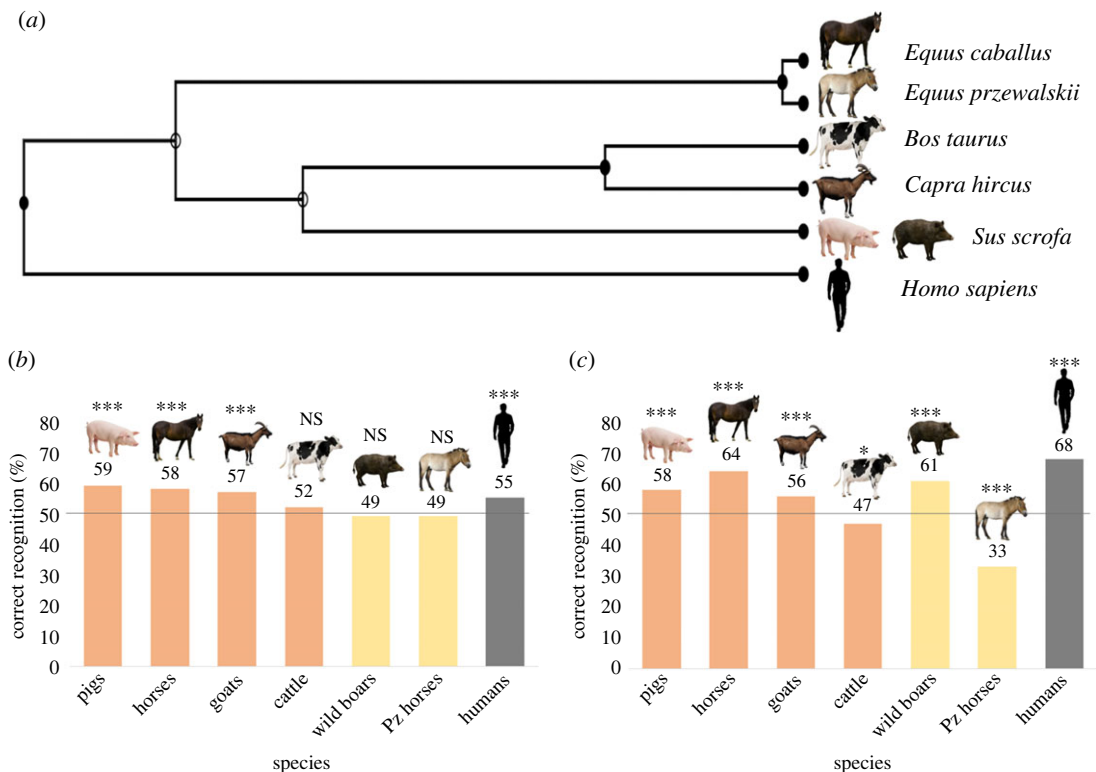 (a)
Equus caballus
Equus przewalskii
Bos taurus
Capra hircus
Sus scrofa
Homo sapiens
(b)
correct recognition (%)
80
70
60
50
40
30
20
10
0
***
***
***
NS
NS
NS
***
59
58
57
52
49
49
55
pigs
horses
goats
cattle
wild boars
Pz horses
humans
species
(c)
correct recognition (%)
80
70
60
50
40
30
20
10
0
***
***
***
*
***
***
***
58
64
56
47
61
33
68
pigs
horses
goats
cattle
wild boars
Pz horses
humans
species